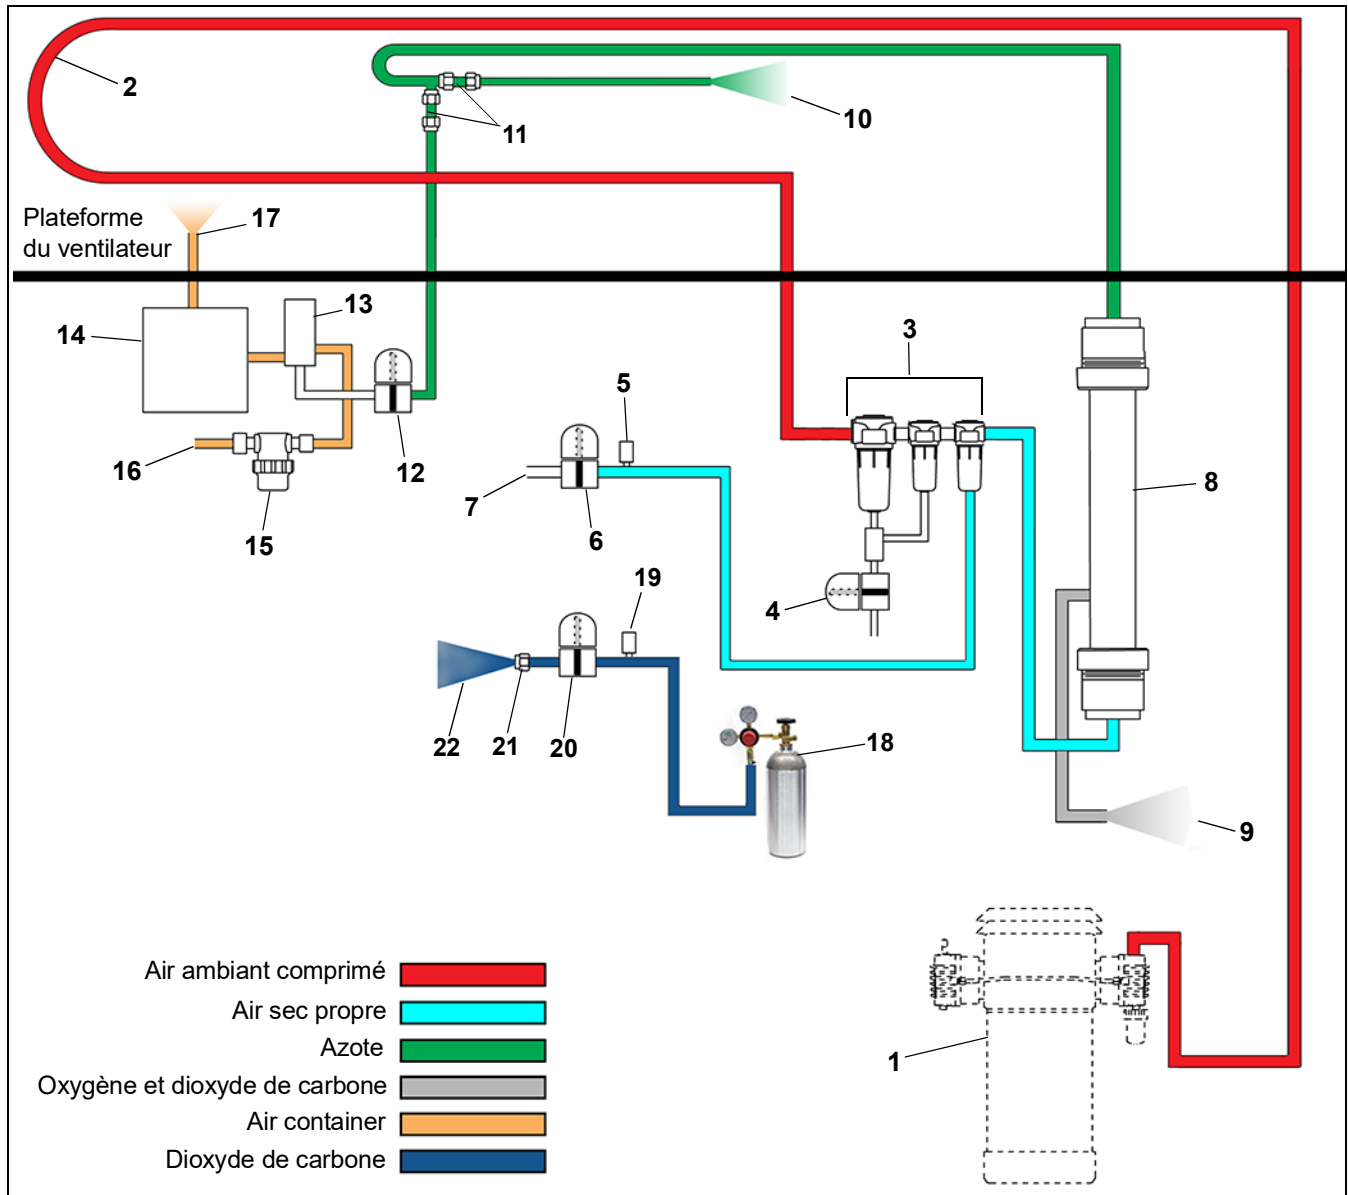 2
10
11
Plateforme
du ventilateur
17
13
14
3
5
12
16
7
8
15
6
19
4
22
21
20
18
9
Air ambiant comprimé
Air sec propre
Azote
Oxygène et dioxyde de carbone
Air container
Dioxyde de carbone
1